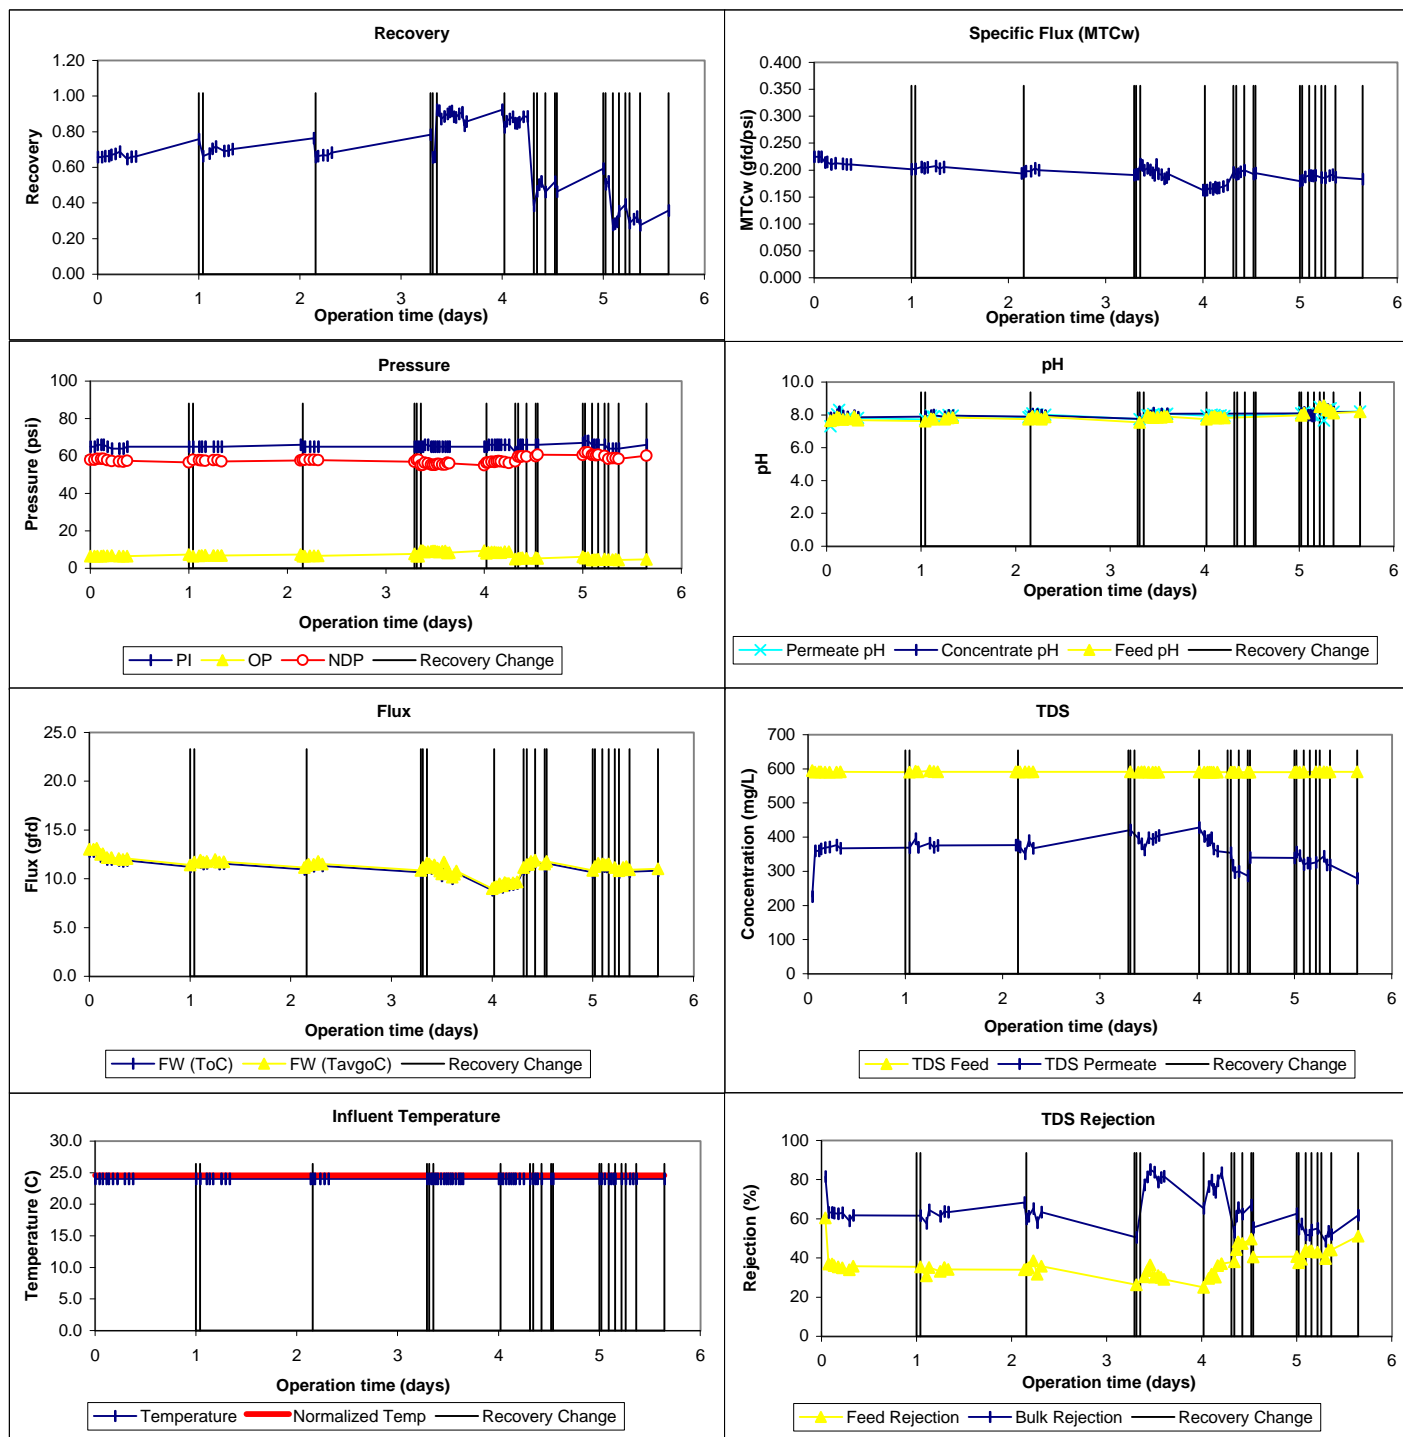 Recovery
1.20
1.00
0.80
0.60
0.40
0.20
0.00
Recovery
0 1 2 3 4 5 6
Operation time (days)
Specific Flux (MTCw)
0.400
0.350
0.300
0.250
0.200
0.150
0.100
0.050
0.000
MTCw (gfd/psi)
0 1 2 3 4 5 6
Operation time (days)
Pressure
100
80
60
40
20
0
Pressure (psi)
0 1 2 3 4 5 6
Operation time (days)
PI OP NDP Recovery Change
pH
10.0
8.0
6.0
4.0
2.0
0.0
pH
0 1 2 3 4 5 6
Operation time (days)
Permeate pH Concentrate pH Feed pH Recovery Change
Flux
25.0
20.0
15.0
10.0
5.0
0.0
Flux (gfd)
0 1 2 3 4 5 6
Operation time (days)
FW (ToC) FW (TavgoC) Recovery Change
TDS
700
600
500
400
300
200
100
0
Concentration (mg/L)
0 1 2 3 4 5 6
Operation time (days)
TDS Feed TDS Permeate Recovery Change
Influent Temperature
30.0
25.0
20.0
15.0
10.0
5.0
0.0
Temperature (C)
0 1 2 3 4 5 6
Operation time (days)
Temperature Normalized Temp Recovery Change
TDS Rejection
100
80
60
40
20
0
Rejection (%)
0 1 2 3 4 5 6
Operation time (days)
Feed Rejection Bulk Rejection Recovery Change